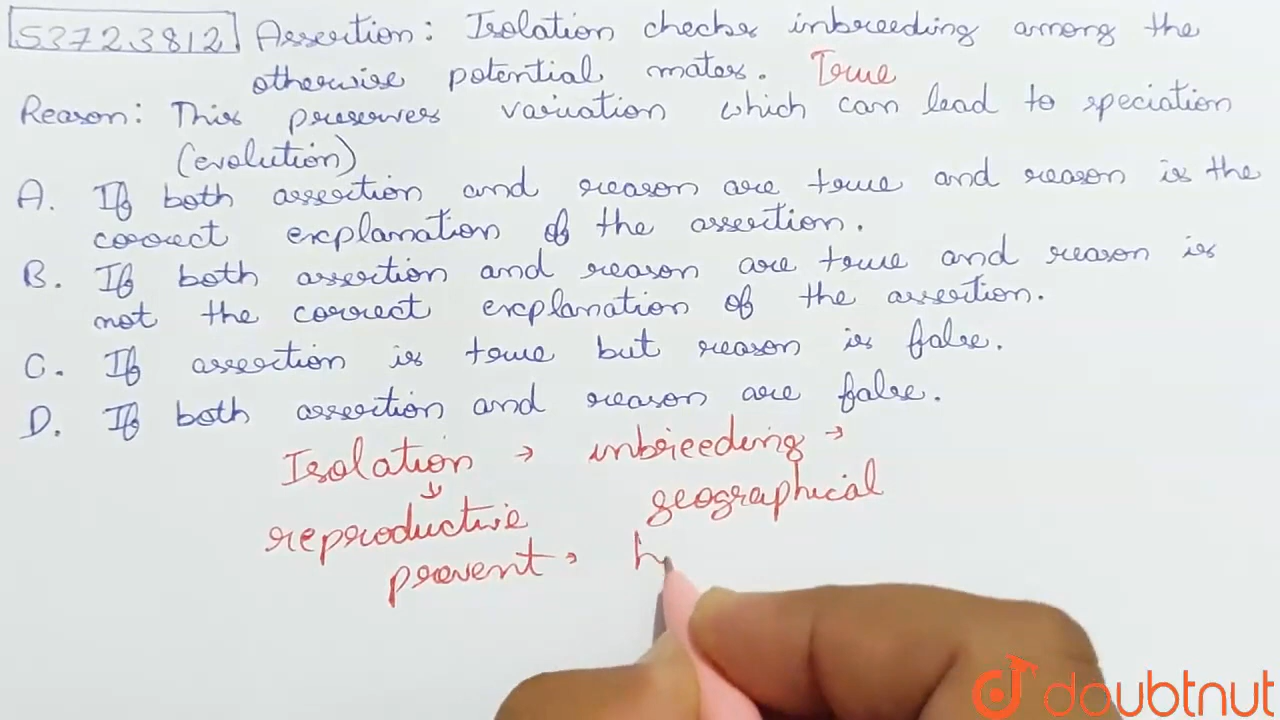 53723812 Assertion: Isolation checks inbreeding among the
otherwise potential mates. True
Reason: This preserves variation which can lead to speciation
(evolution)
A. If both assertion and reason are true and reason is the
correct explanation of the assertion.
B. If both assertion and reason are true and reason is
not the correct explanation of the assertion.
C. If assertion is true but reason is false.
D. If both assertion and reason are false.
Isolation → inbreeding →
reproductive geographical
prevent →
doubtnut